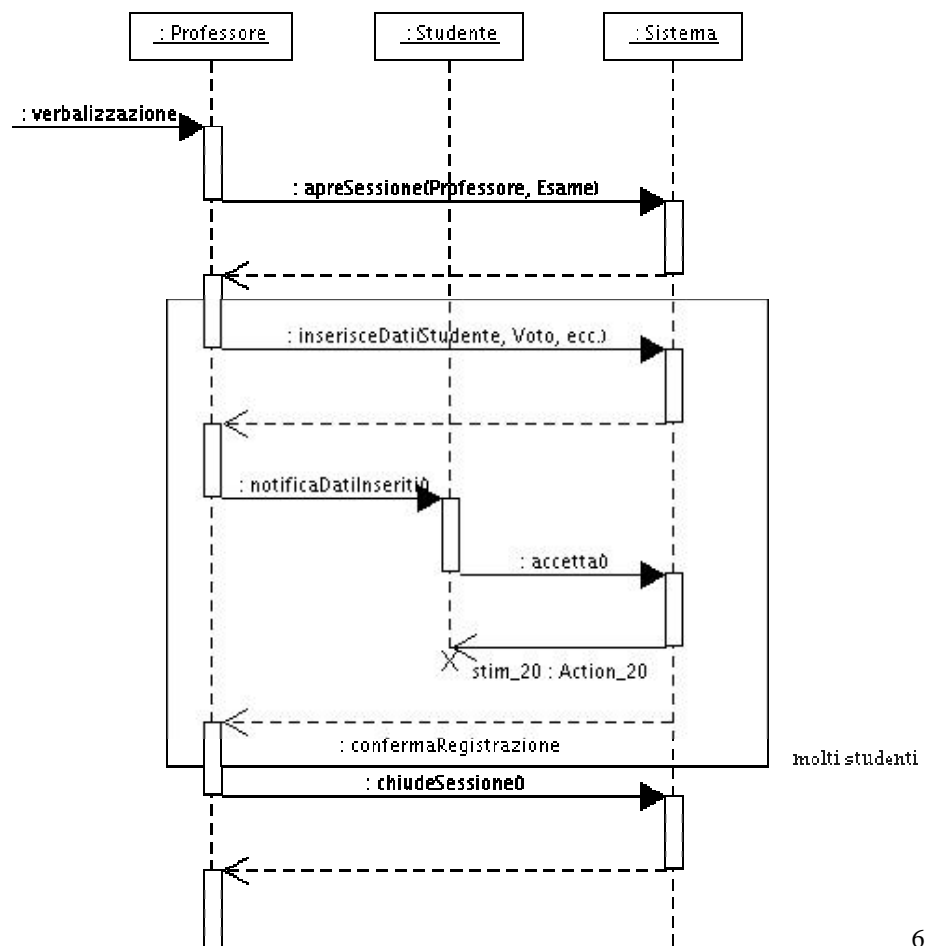 : Professore
: Studente
: Sistema
: verbalizzazione
: apreSessione(Professore, Esame)
: inserisceDati(Studente, Voto, ecc.)
: notificaDatiInseriti()
: accetta()
stim_20 : Action_20
: confermaRegistrazione
molti studenti
: chiudeSessione()
6